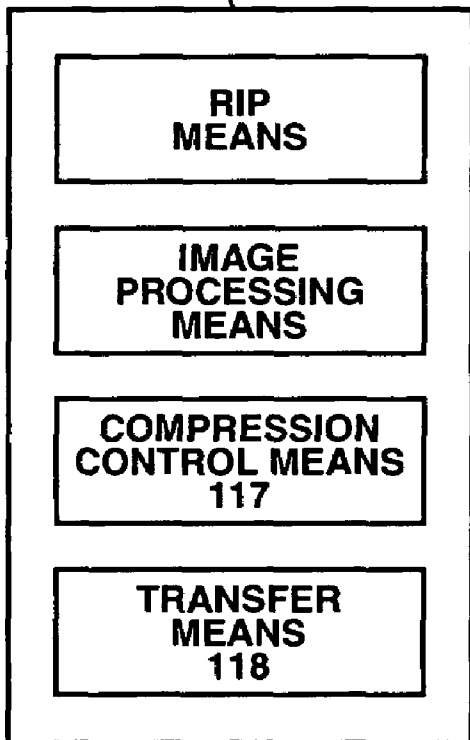 RIP
MEANS
IMAGE
PROCESSING
MEANS
COMPRESSION
CONTROL MEANS
117
TRANSFER
MEANS
118